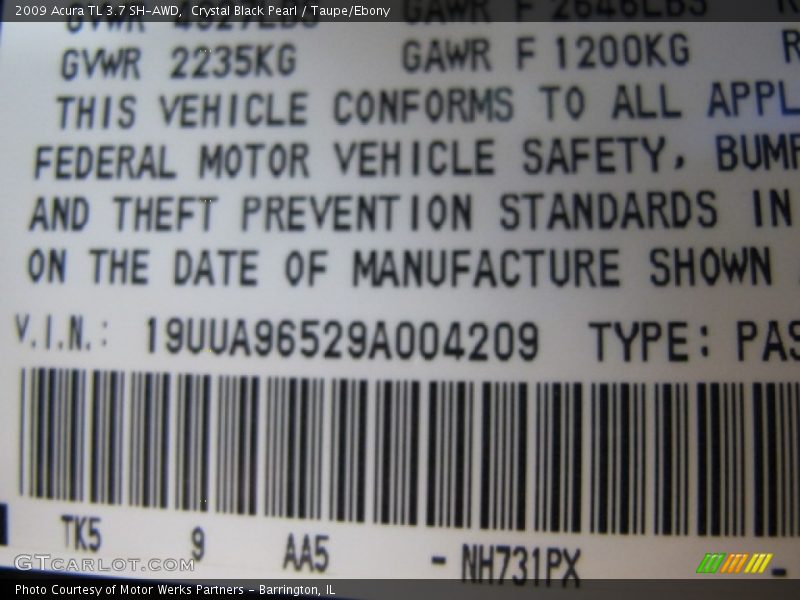 2009 Acura TL 3.7 SH-AWD, Crystal Black Pearl / Taupe/Ebony
GAWR F 2646LBS
GVWR 2235KG GAWR F 1200KG R
THIS VEHICLE CONFORMS TO ALL APPL
FEDERAL MOTOR VEHICLE SAFETY, BUMP
AND THEFT PREVENTION STANDARDS IN
ON THE DATE OF MANUFACTURE SHOWN
V.I.N.: 19UUA96529A004209 TYPE: PAS
TK5 9 AA5 - NH731PX -
GTCARLOT.COM
Photo Courtesy of Motor Werks Partners - Barrington, IL